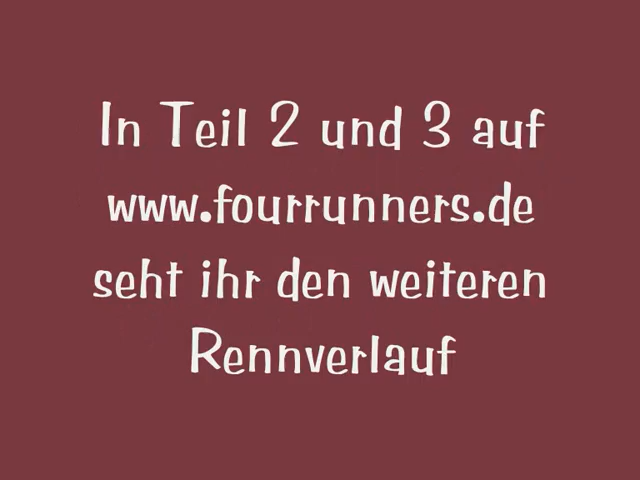 In Teil 2 und 3 auf
www.fourrunners.de
seht ihr den weiteren
Rennverlauf